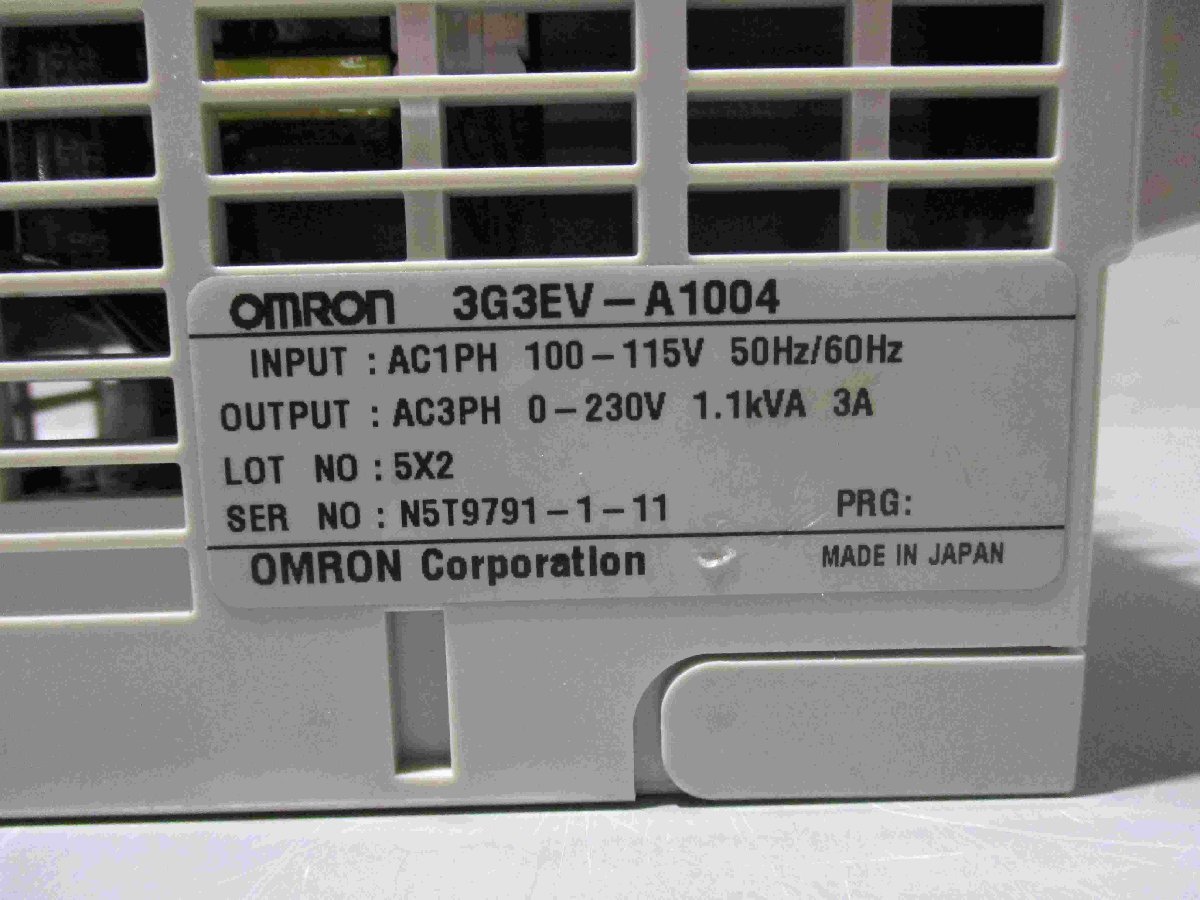 OMRON 3G3EV-A1004
INPUT : AC1PH 100-115V 50Hz/60Hz
OUTPUT : AC3PH 0-230V 1.1kVA 3A
LOT NO : 5X2
SER NO : N5T9791-1-11 PRG:
OMRON Corporation MADE IN JAPAN